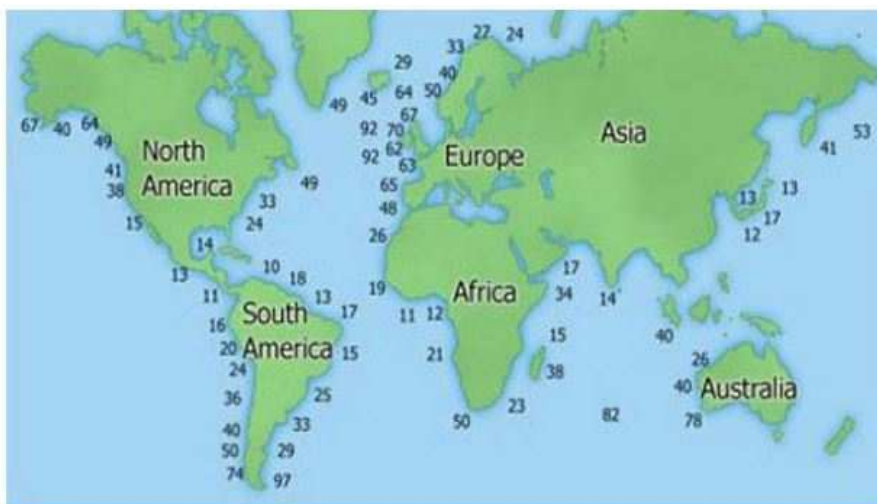 27 24
33
29
40
49 45 64 50
67 40 64 67 53
92 70
49 62 Asia
North 92 63 Europe 41
41
America 49 65
38 33 48 13 13
15 24 26 17
14 12
13 10 18 19 Africa 17
11 13 34 14
South 17 11 12
16
America 15 40
20 15 21
24 38 26
36 25 40 Australia
23 82
40 33 50 78
50 29
74 97